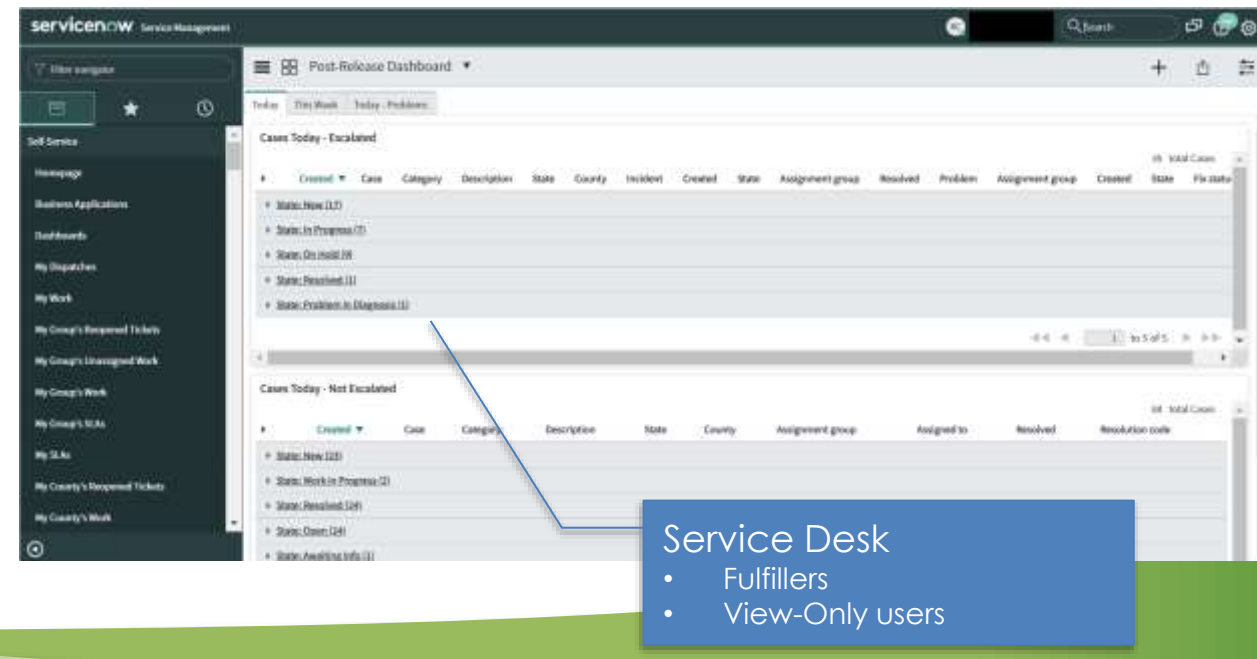 servicenow Service Management
Search
Filter navigator
Self-Service
Homepage
Business Applications
Dashboards
My Dispatches
My Work
My Group's Reopened Tickets
My Group's Unassigned Work
My Group's Work
My Group's SLAs
My SLAs
My County's Reopened Tickets
My County's Work
Post-Release Dashboard
Today This Week Today - Problems
Cases Today - Escalated
Total Cases
Created Case Category Description State County Incident Created State Assignment group Resolved Problem Assignment group Created State Fix statu
State: New (17)
State: In Progress (7)
State: On Hold (9)
State: Resolved (1)
State: Problem in Diagnosis (1)
1 to 5 of 5
Cases Today - Not Escalated
Total Cases
Created Case Category Description State County Assignment group Assigned to Resolved Resolution code
State: New (23)
State: Work in Progress (2)
State: Resolved (24)
State: Open (24)
State: Awaiting Info (1)
Service Desk
• Fulfillers
• View-Only users